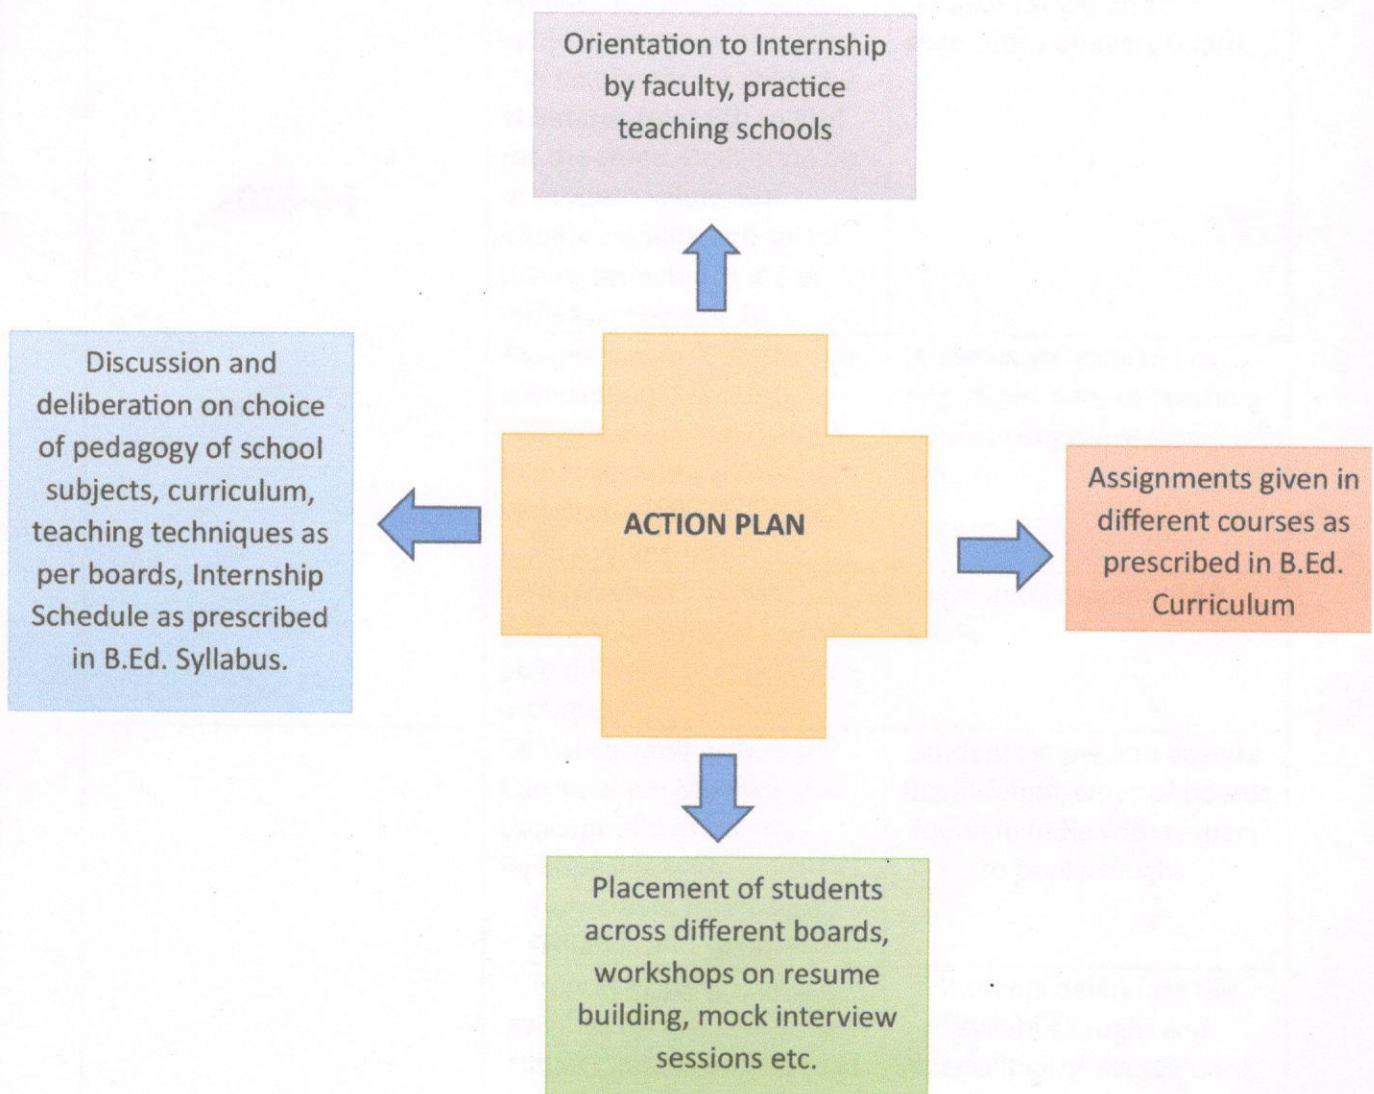 Orientation to Internship
by faculty, practice
teaching schools
Discussion and
deliberation on choice
of pedagogy of school
subjects, curriculum,
teaching techniques as
per boards, Internship
Schedule as prescribed
in B.Ed. Syllabus.
ACTION PLAN
Assignments given in
different courses as
prescribed in B.Ed.
Curriculum
Placement of students
across different boards,
workshops on resume
building, mock interview
sessions etc.